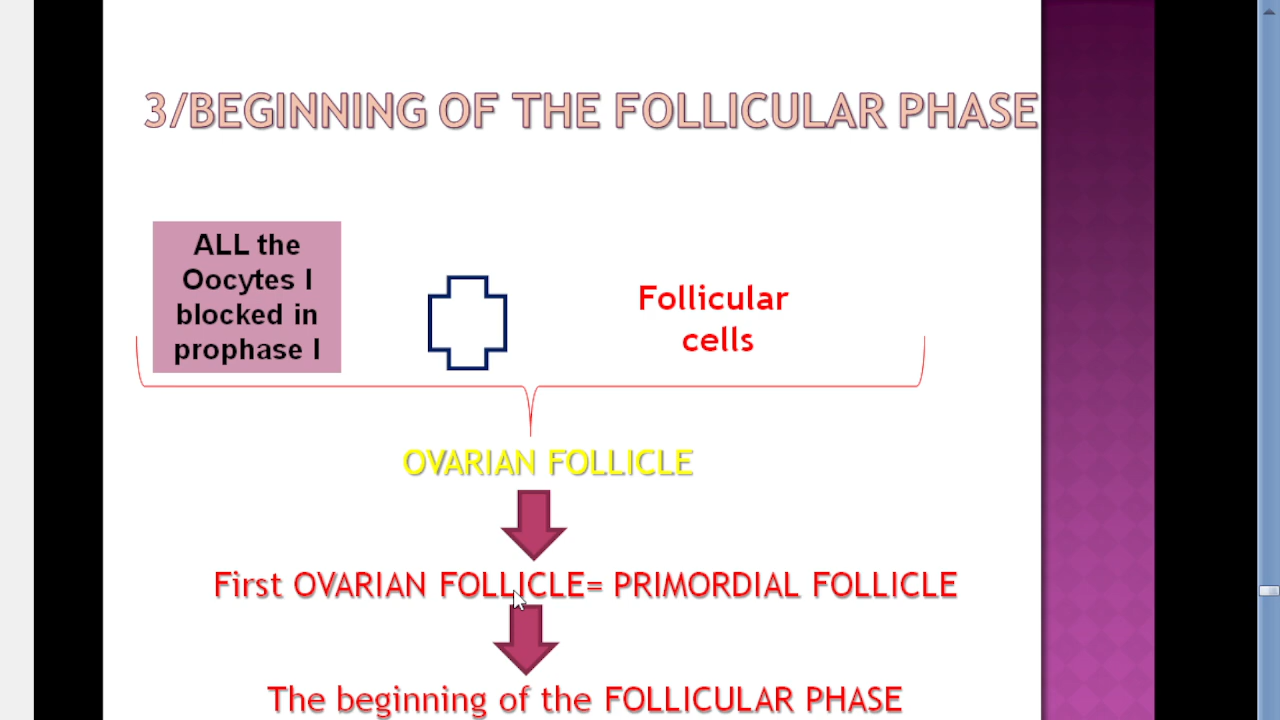 3/BEGINNING OF THE FOLLICULAR PHASE
ALL the
Oocytes I
blocked in
prophase I
Follicular
cells
OVARIAN FOLLICLE
First OVARIAN FOLLICLE= PRIMORDIAL FOLLICLE
The beginning of the FOLLICULAR PHASE